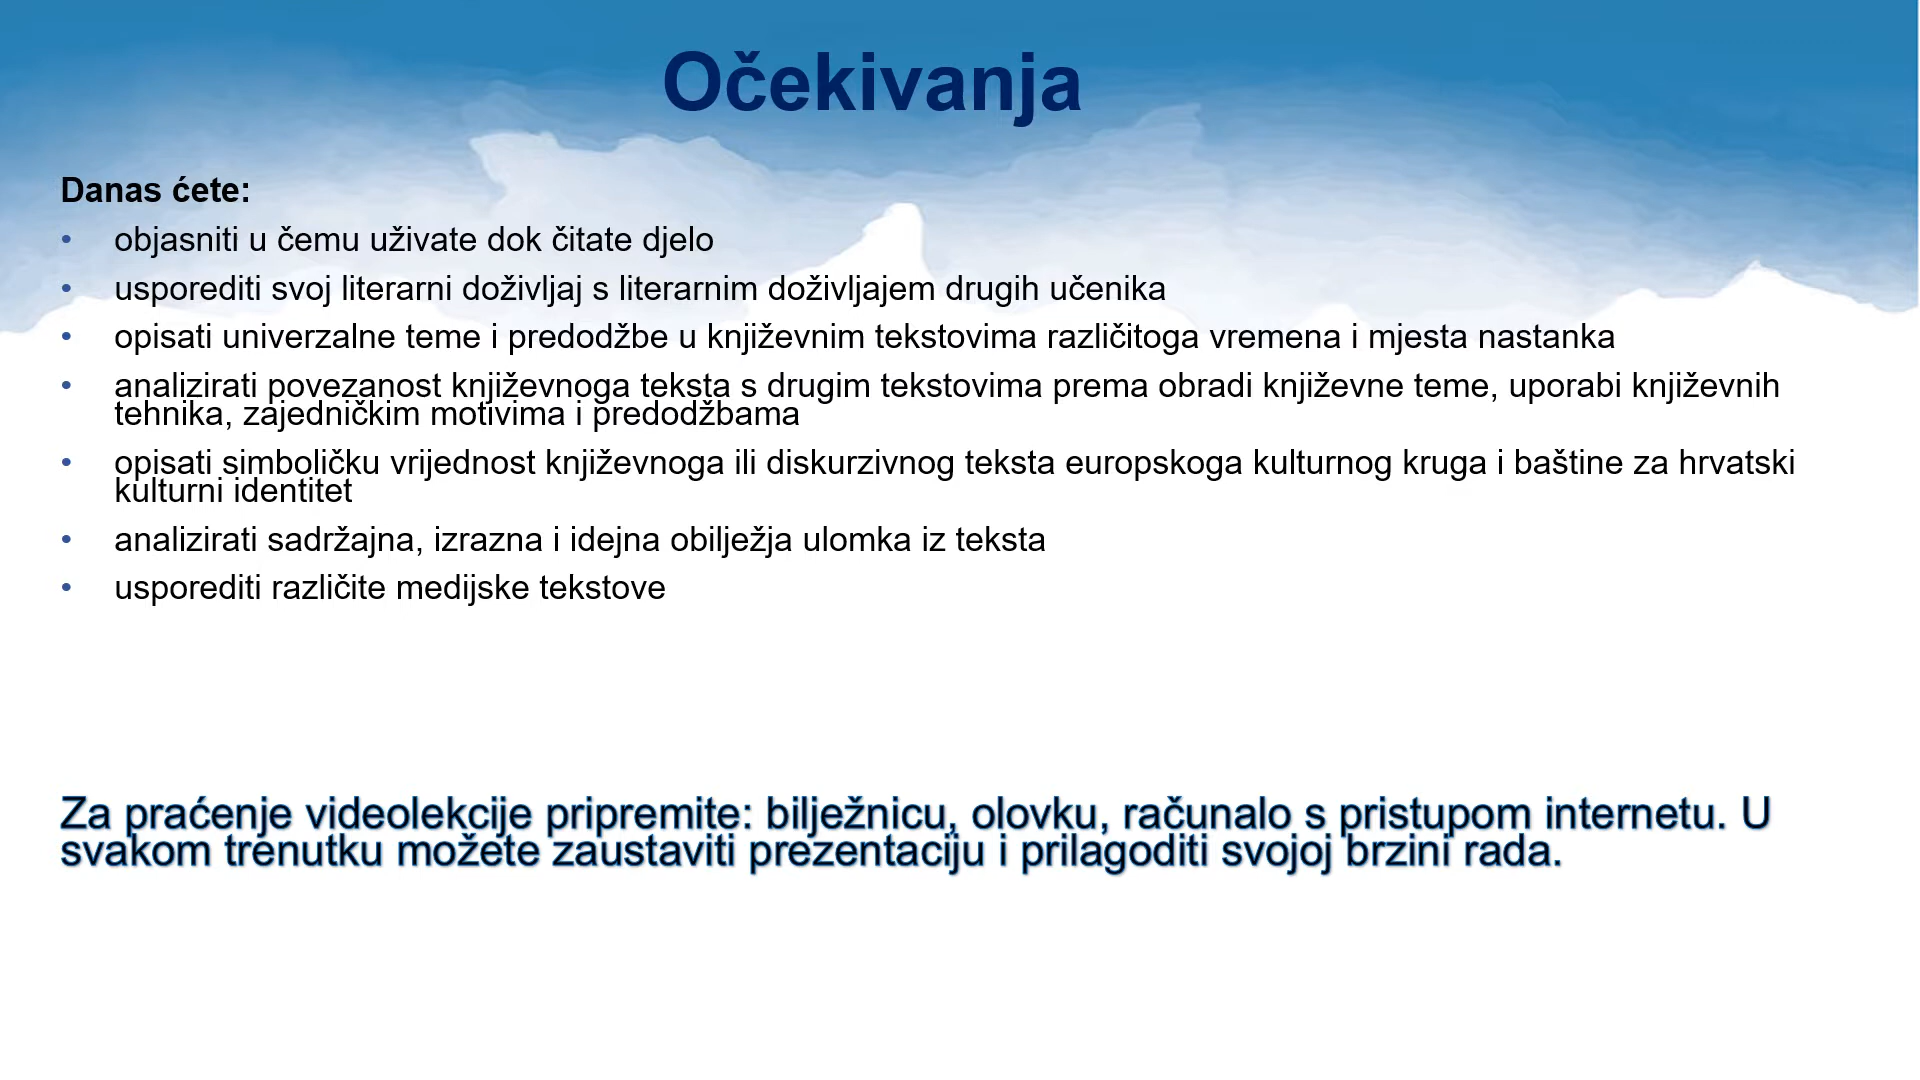 Očekivanja
Danas ćete:
• objasniti u čemu uživate dok čitate djelo
• usporediti svoj literarni doživljaj s literarnim doživljajem drugih učenika
• opisati univerzalne teme i predodžbe u književnim tekstovima različitoga vremena i mjesta nastanka
• analizirati povezanost književnoga teksta s drugim tekstovima prema obradi književne teme, uporabi književnih
tehnika, zajedničkim motivima i predodžbama
• opisati simboličku vrijednost književnoga ili diskurzivnog teksta europskoga kulturnog kruga i baštine za hrvatski
kulturni identitet
• analizirati sadržajna, izrazna i idejna obilježja ulomka iz teksta
• usporediti različite medijske tekstove
Za praćenje videolekcije pripremite: bilježnicu, olovku, računalo s pristupom internetu. U
svakom trenutku možete zaustaviti prezentaciju i prilagoditi svojoj brzini rada.